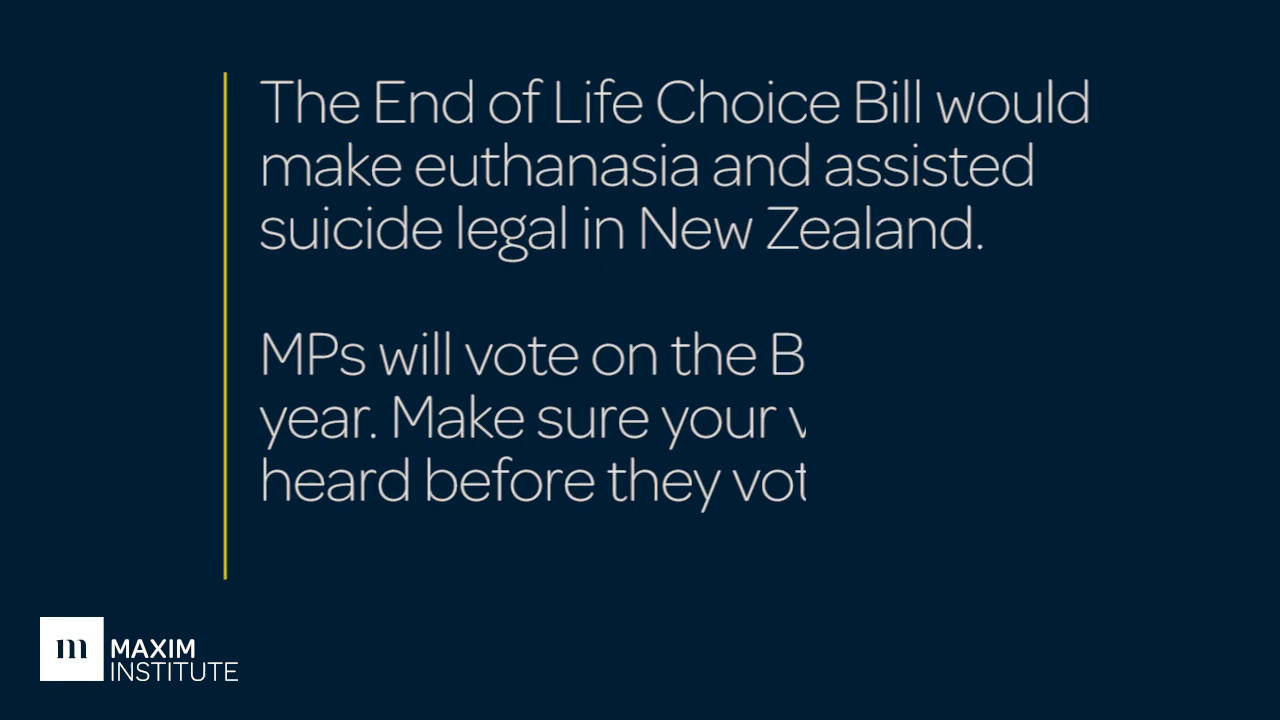 The End of Life Choice Bill would
make euthanasia and assisted
suicide legal in New Zealand.
MPs will vote on the B
year. Make sure your
heard before they vot
m MAXIM
INSTITUTE